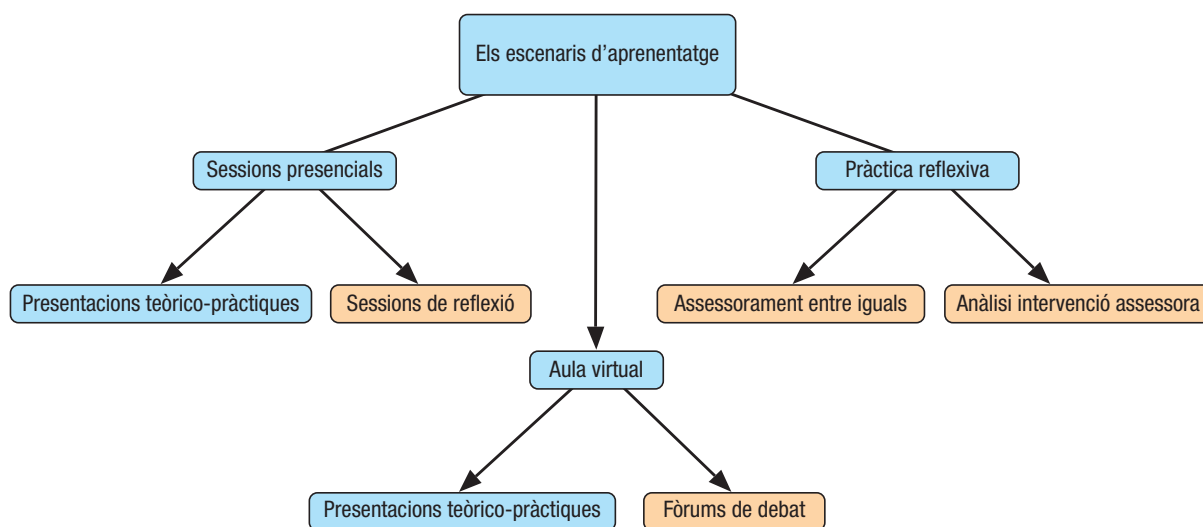 Els escenaris d’aprenentatge
Sessions presencials
Pràctica reflexiva
Presentacions teòrico-pràctiques
Sessions de reflexió
Assessorament entre iguals
Anàlisi intervenció assessora
Aula virtual
Presentacions teòrico-pràctiques
Fòrums de debat